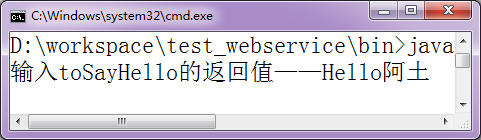 C:\Windows\system32\cmd.exe
D:\workspace\test_webservice\bin>java
输入toSayHello的返回值——Hello阿土